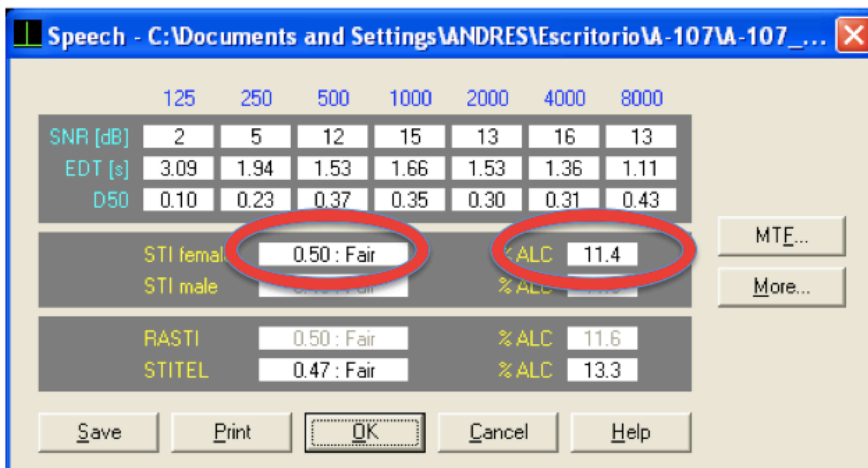 Speech - C:\Documents and Settings\ANDRES\Escritorio\A-107\A-107_...
125 250 500 1000 2000 4000 8000
SNR [dB] 2 5 12 15 13 16 13
EDT [s] 3.09 1.94 1.53 1.66 1.53 1.36 1.11
D50 0.10 0.23 0.37 0.35 0.30 0.31 0.43
STI female 0.50 : Fair % ALC 11.4
STI male % ALC
RASTI 0.50 : Fair % ALC 11.6
STITEL 0.47 : Fair % ALC 13.3
MTF...
More...
Save Print OK Cancel Help